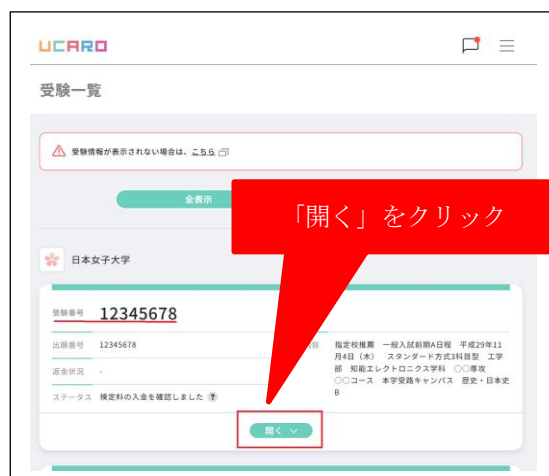 UCARO
受験一覧
受験情報が表示されない場合は、こちら
全表示
「開く」をクリック
日本女子大学
受験番号 12345678
出願番号 12345678
容 指定校推薦 一般入試前期A日程 平成29年11
月4日（木） スタンダード方式3科目型 工学
部 知能エレクトロニクス学科 ○○専攻
○○コース 本学受路キャンパス 歴史・日本史
B
返金状況 -
ステータス 検定料の入金を確認しました ?
開く